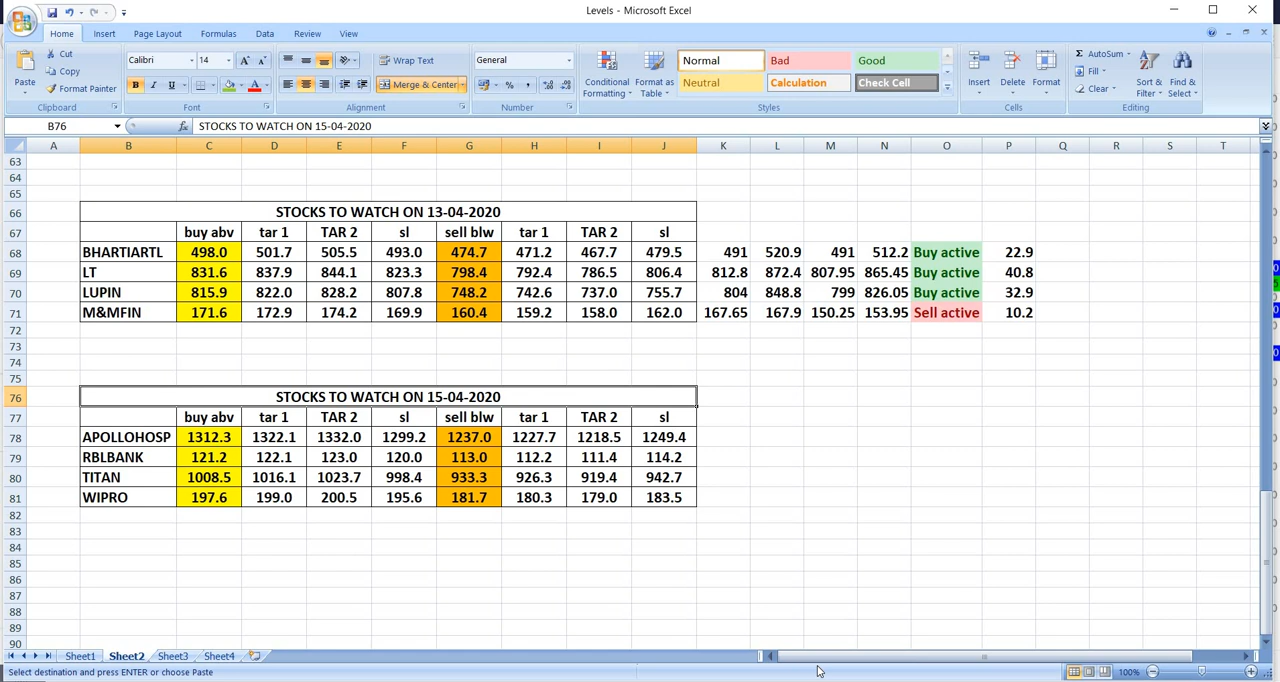 Levels - Microsoft Excel
Home Insert Page Layout Formulas Data Review View
Cut
Copy
Format Painter
Paste
Clipboard
Calibri 14
B I U
Font
Wrap Text
Merge & Center
Alignment
General
Number
Conditional Formatting
Format as Table
Normal Bad Good
Neutral Calculation Check Cell
Styles
Insert Delete Format
Cells
AutoSum
Fill
Clear
Sort & Filter
Find & Select
Editing
B76 fx STOCKS TO WATCH ON 15-04-2020
A B C D E F G H I J K L M N O P Q R S T
63
64
65
66 STOCKS TO WATCH ON 13-04-2020
67 buy abv tar 1 TAR 2 sl sell blw tar 1 TAR 2 sl
68 BHARTIARTL 498.0 501.7 505.5 493.0 474.7 471.2 467.7 479.5 491 520.9 491 512.2 Buy active 22.9
69 LT 831.6 837.9 844.1 823.3 798.4 792.4 786.5 806.4 812.8 872.4 807.95 865.45 Buy active 40.8
70 LUPIN 815.9 822.0 828.2 807.8 748.2 742.6 737.0 755.7 804 848.8 799 826.05 Buy active 32.9
71 M&MFIN 171.6 172.9 174.2 169.9 160.4 159.2 158.0 162.0 167.65 167.9 150.25 153.95 Sell active 10.2
72
73
74
75
76 STOCKS TO WATCH ON 15-04-2020
77 buy abv tar 1 TAR 2 sl sell blw tar 1 TAR 2 sl
78 APOLLOHOSP 1312.3 1322.1 1332.0 1299.2 1237.0 1227.7 1218.5 1249.4
79 RBLBANK 121.2 122.1 123.0 120.0 113.0 112.2 111.4 114.2
80 TITAN 1008.5 1016.1 1023.7 998.4 933.3 926.3 919.4 942.7
81 WIPRO 197.6 199.0 200.5 195.6 181.7 180.3 179.0 183.5
82
83
84
85
86
87
88
89
90
Sheet1 Sheet2 Sheet3 Sheet4
Select destination and press ENTER or choose Paste 100%